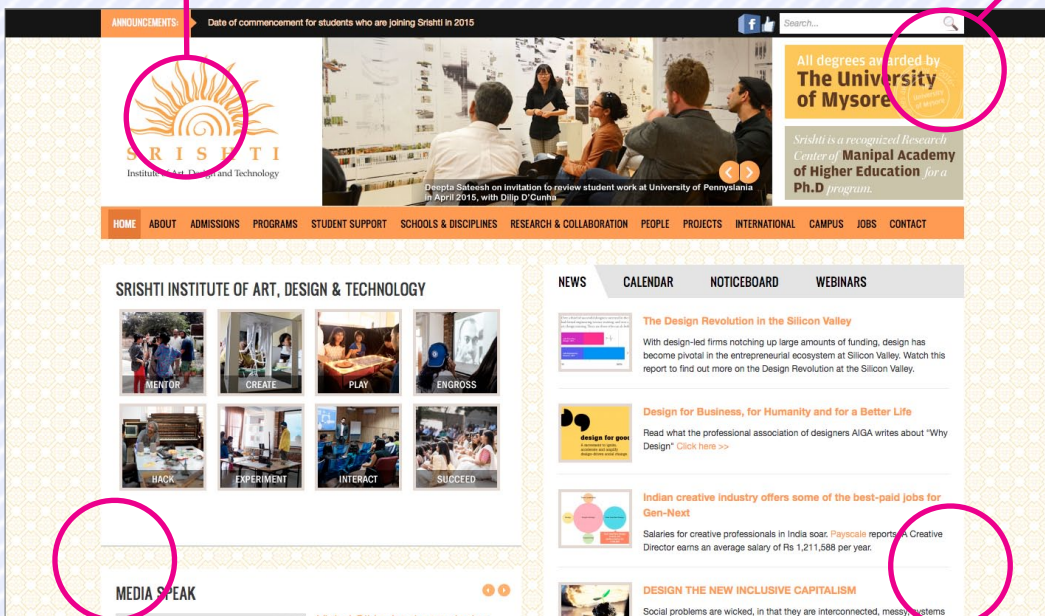 ANNOUNCEMENTS:
Date of commencement for students who are joining Srishti in 2015
Search...
SRISHTI
Institute of Art, Design and Technology
Deepta Sateesh on invitation to review student work at University of Pennyslania
in April 2015, with Dilip D'Cunha
All degrees awarded by
The University
of Mysore
University
of Mysore
Srishti is a recognized Research
Center of Manipal Academy
of Higher Education for a
Ph.D program.
HOME ABOUT ADMISSIONS PROGRAMS STUDENT SUPPORT SCHOOLS & DISCIPLINES RESEARCH & COLLABORATION PEOPLE PROJECTS INTERNATIONAL CAMPUS JOBS CONTACT
SRISHTI INSTITUTE OF ART, DESIGN & TECHNOLOGY
MENTOR CREATE PLAY ENGROSS
HACK EXPERIMENT INTERACT SUCCEED
MEDIA SPEAK
NEWS CALENDAR NOTICEBOARD WEBINARS
The Design Revolution in the Silicon Valley
With design-led firms notching up large amounts of funding, design has
become pivotal in the entrepreneurial ecosystem at Silicon Valley. Watch this
report to find out more on the Design Revolution at the Silicon Valley.
design for good
Design for Business, for Humanity and for a Better Life
Read what the professional association of designers AIGA writes about "Why
Design" Click here >>
Indian creative industry offers some of the best-paid jobs for
Gen-Next
Salaries for creative professionals in India soar. Payscale reports A Creative
Director earns an average salary of Rs 1,211,588 per year.
DESIGN THE NEW INCLUSIVE CAPITALISM
Social problems are wicked, in that they are interconnected, messy, systems